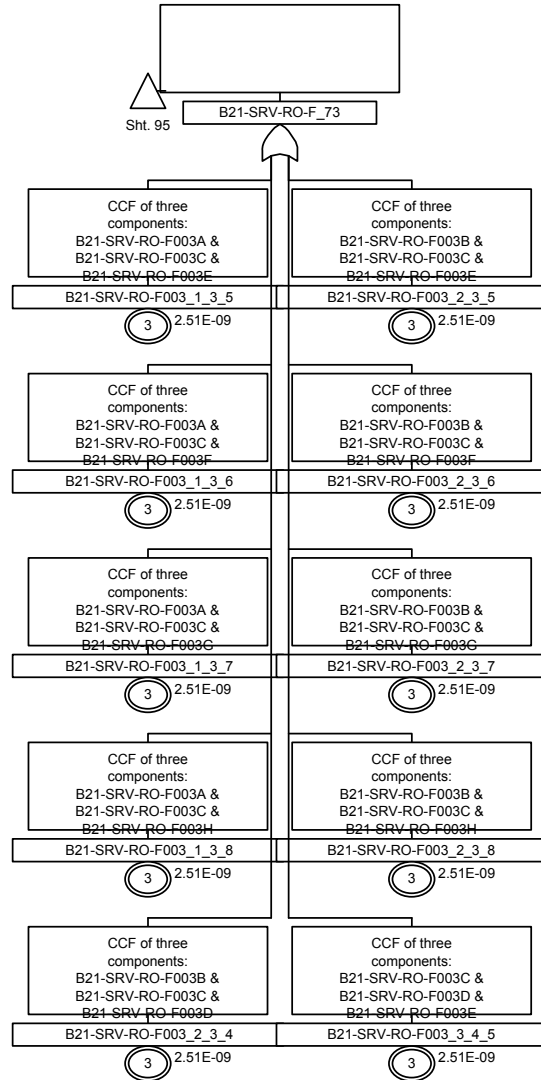 Sht. 95
B21-SRV-RO-F_73
CCF of three
components:
B21-SRV-RO-F003A &
B21-SRV-RO-F003C &
B21-SRV-RO-F003E
B21-SRV-RO-F003_1_3_5
3
2.51E-09
CCF of three
components:
B21-SRV-RO-F003B &
B21-SRV-RO-F003C &
B21-SRV-RO-F003E
B21-SRV-RO-F003_2_3_5
3
2.51E-09
CCF of three
components:
B21-SRV-RO-F003A &
B21-SRV-RO-F003C &
B21-SRV-RO-F003F
B21-SRV-RO-F003_1_3_6
3
2.51E-09
CCF of three
components:
B21-SRV-RO-F003B &
B21-SRV-RO-F003C &
B21-SRV-RO-F003F
B21-SRV-RO-F003_2_3_6
3
2.51E-09
CCF of three
components:
B21-SRV-RO-F003A &
B21-SRV-RO-F003C &
B21-SRV-RO-F003G
B21-SRV-RO-F003_1_3_7
3
2.51E-09
CCF of three
components:
B21-SRV-RO-F003B &
B21-SRV-RO-F003C &
B21-SRV-RO-F003G
B21-SRV-RO-F003_2_3_7
3
2.51E-09
CCF of three
components:
B21-SRV-RO-F003A &
B21-SRV-RO-F003C &
B21-SRV-RO-F003H
B21-SRV-RO-F003_1_3_8
3
2.51E-09
CCF of three
components:
B21-SRV-RO-F003B &
B21-SRV-RO-F003C &
B21-SRV-RO-F003H
B21-SRV-RO-F003_2_3_8
3
2.51E-09
CCF of three
components:
B21-SRV-RO-F003B &
B21-SRV-RO-F003C &
B21-SRV-RO-F003D
B21-SRV-RO-F003_2_3_4
3
2.51E-09
CCF of three
components:
B21-SRV-RO-F003C &
B21-SRV-RO-F003D &
B21-SRV-RO-F003E
B21-SRV-RO-F003_3_4_5
3
2.51E-09